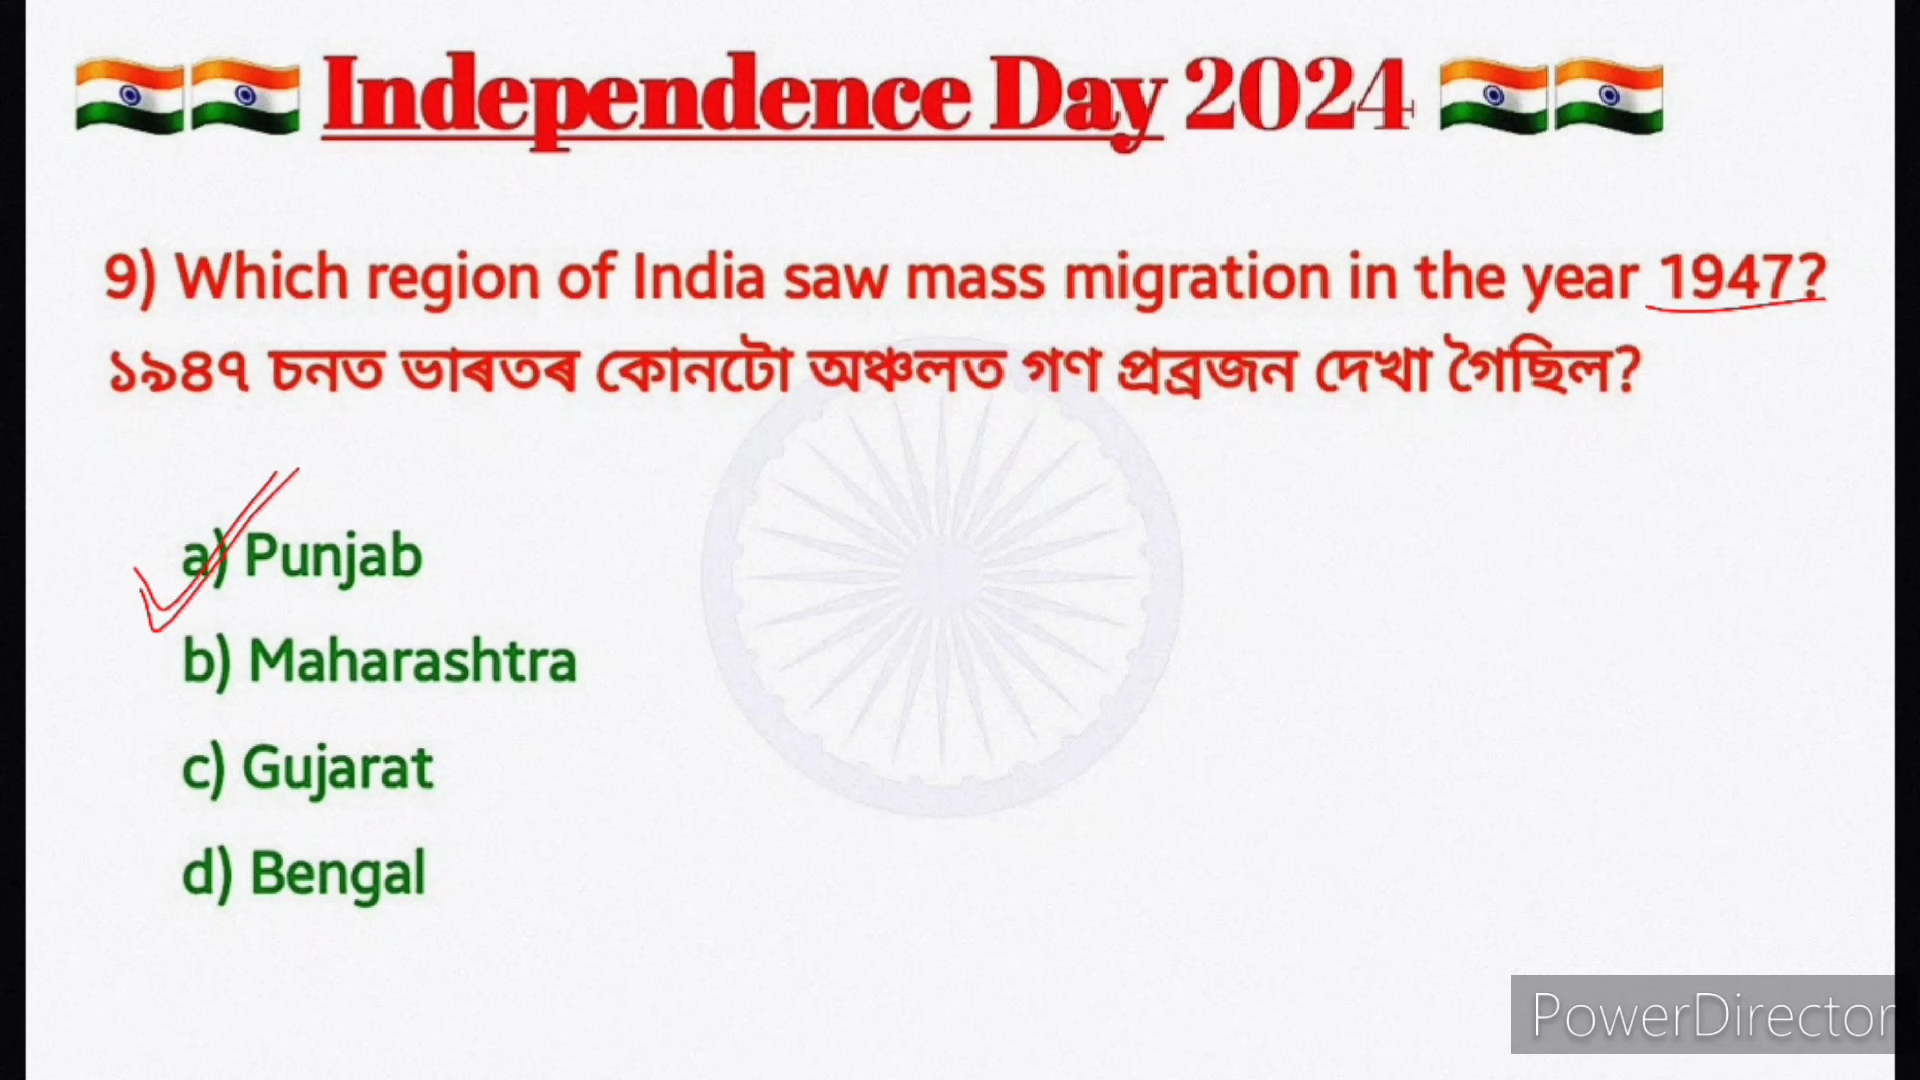 Independence Day 2024
9) Which region of India saw mass migration in the year 1947?
১৯৪৭ চনত ভাৰতৰ কোনটো অঞ্চলত গণ প্ৰব্ৰজন দেখা গৈছিল?
a) Punjab
b) Maharashtra
c) Gujarat
d) Bengal
PowerDirector